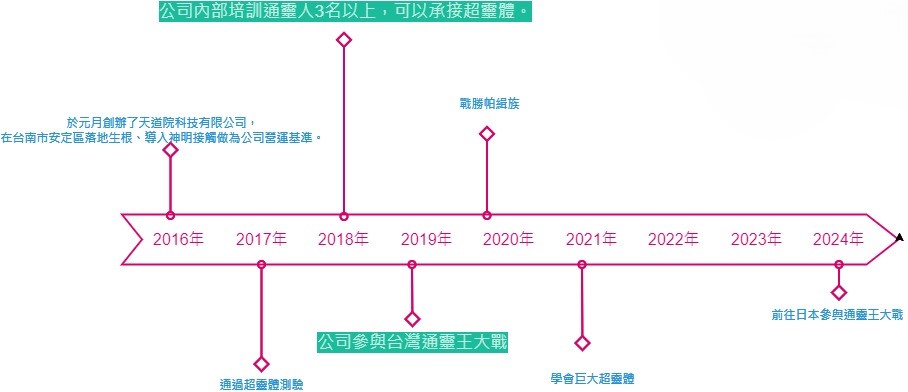 公司內部培訓通靈人3名以上，可以承接超靈體。
戰勝帕緝族
於元月創辦了天道院科技有限公司，
在台南市安定區落地生根、導入神明接觸做為公司營運基準。
2016年 2017年 2018年 2019年 2020年 2021年 2022年 2023年 2024年
前往日本參與通靈王大戰
公司參與台灣通靈王大戰
學會巨大超靈體
通過超靈體測驗